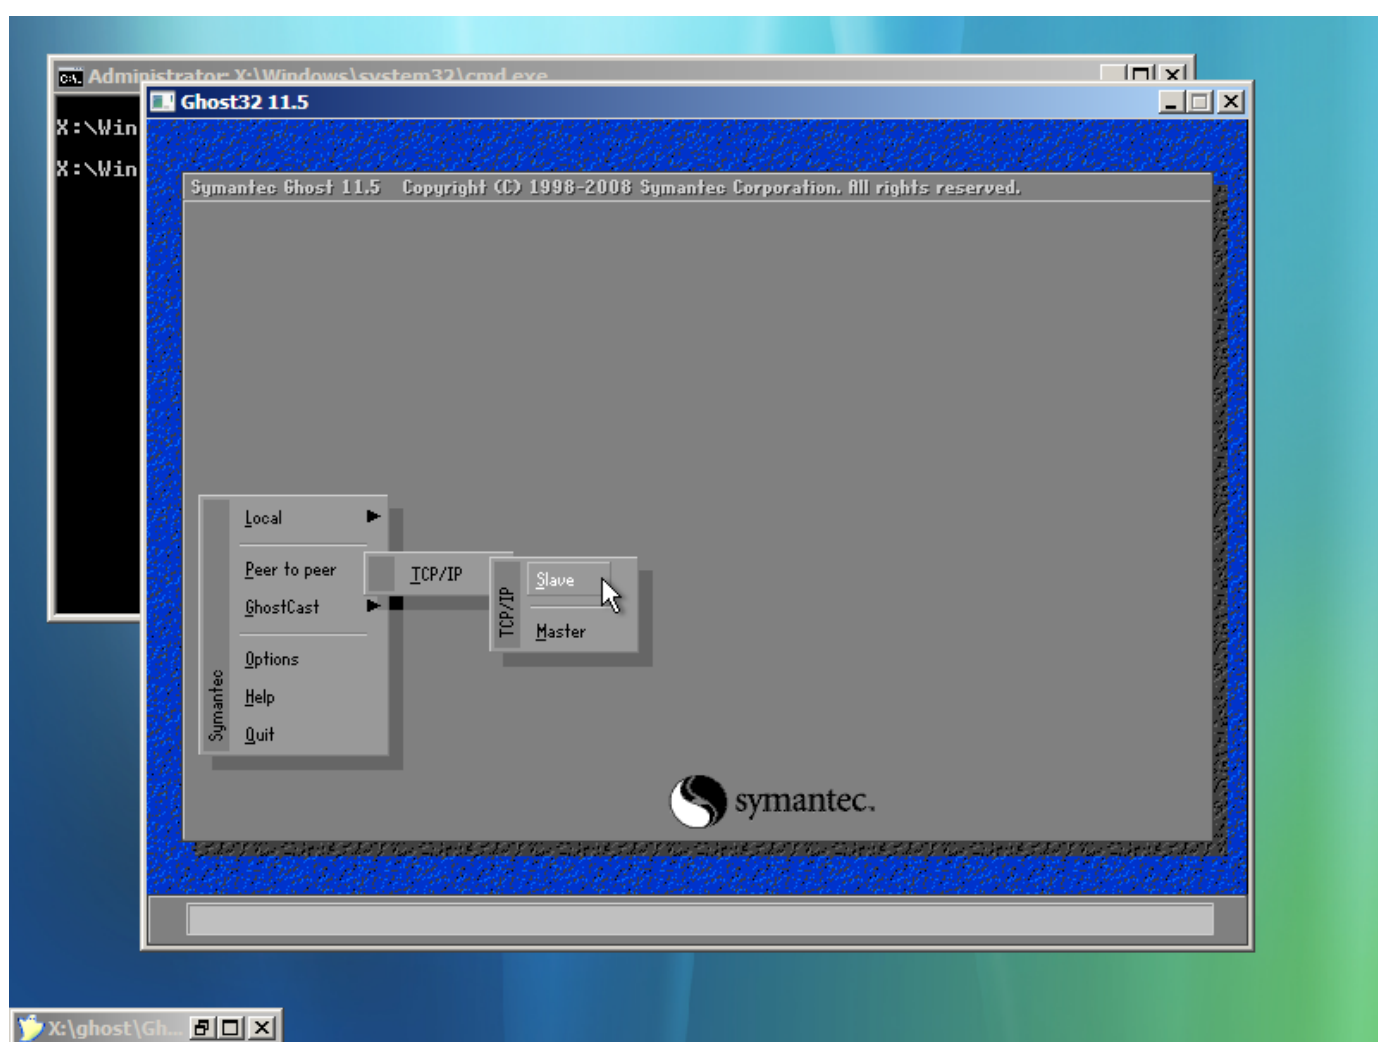 Administrator: X:\Windows\system32\cmd.exe
Ghost32 11.5
X:\Win
X:\Win
Symantec Ghost 11.5 Copyright (C) 1998-2008 Symantec Corporation. All rights reserved.
Local
Peer to peer
GhostCast
Options
Help
Quit
Symantec
TCP/IP
TCP/IP
Slave
Master
symantec.
X:\ghost\Gh...